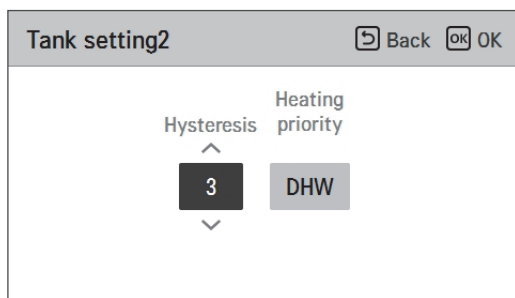 Tank setting2
Back OK OK
Heating
Hysteresis priority
3 DHW